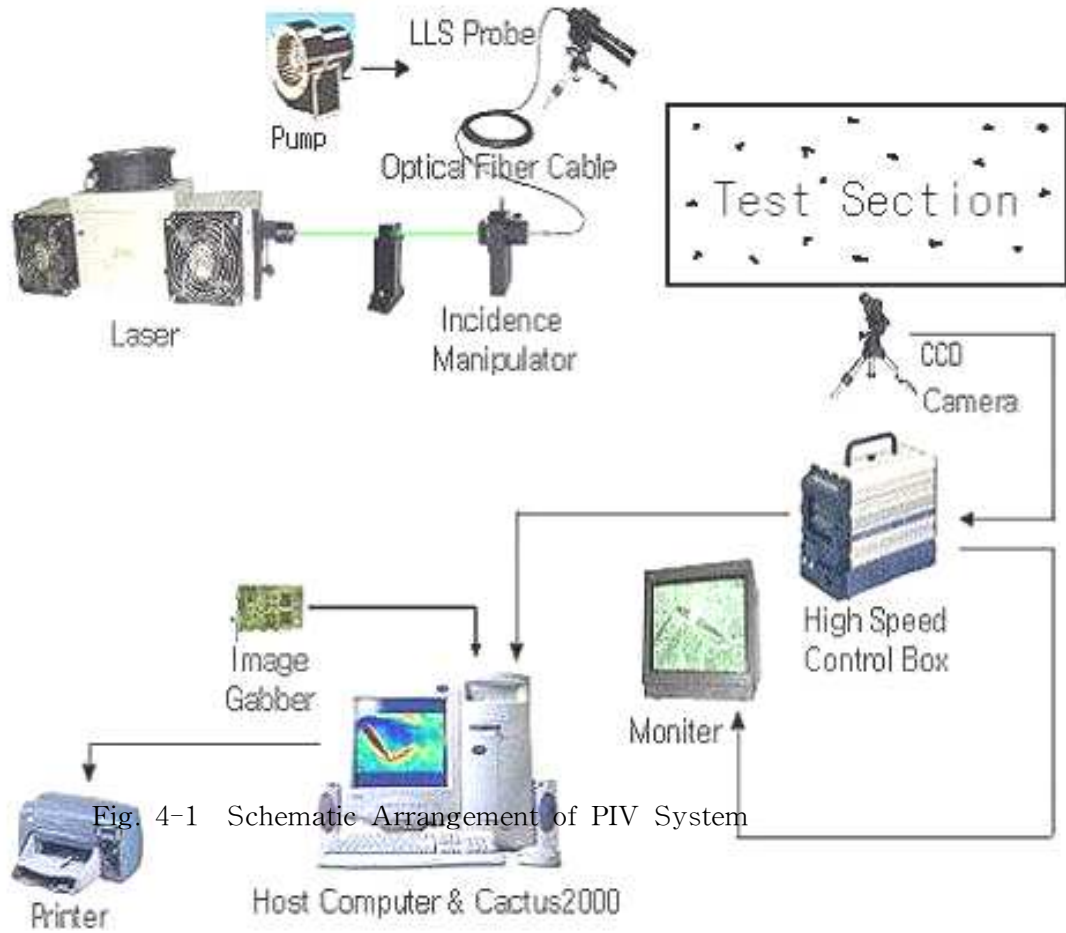 LLS Probe
Pump
Optical Fiber Cable
Test Section
Laser
Incidence
Manipulator
CCD
Camera
High Speed
Control Box
Image
Gabber
Moniter
Fig. 4-1 Schematic Arrangement of PIV System
Host Computer & Cactus2000
Printer